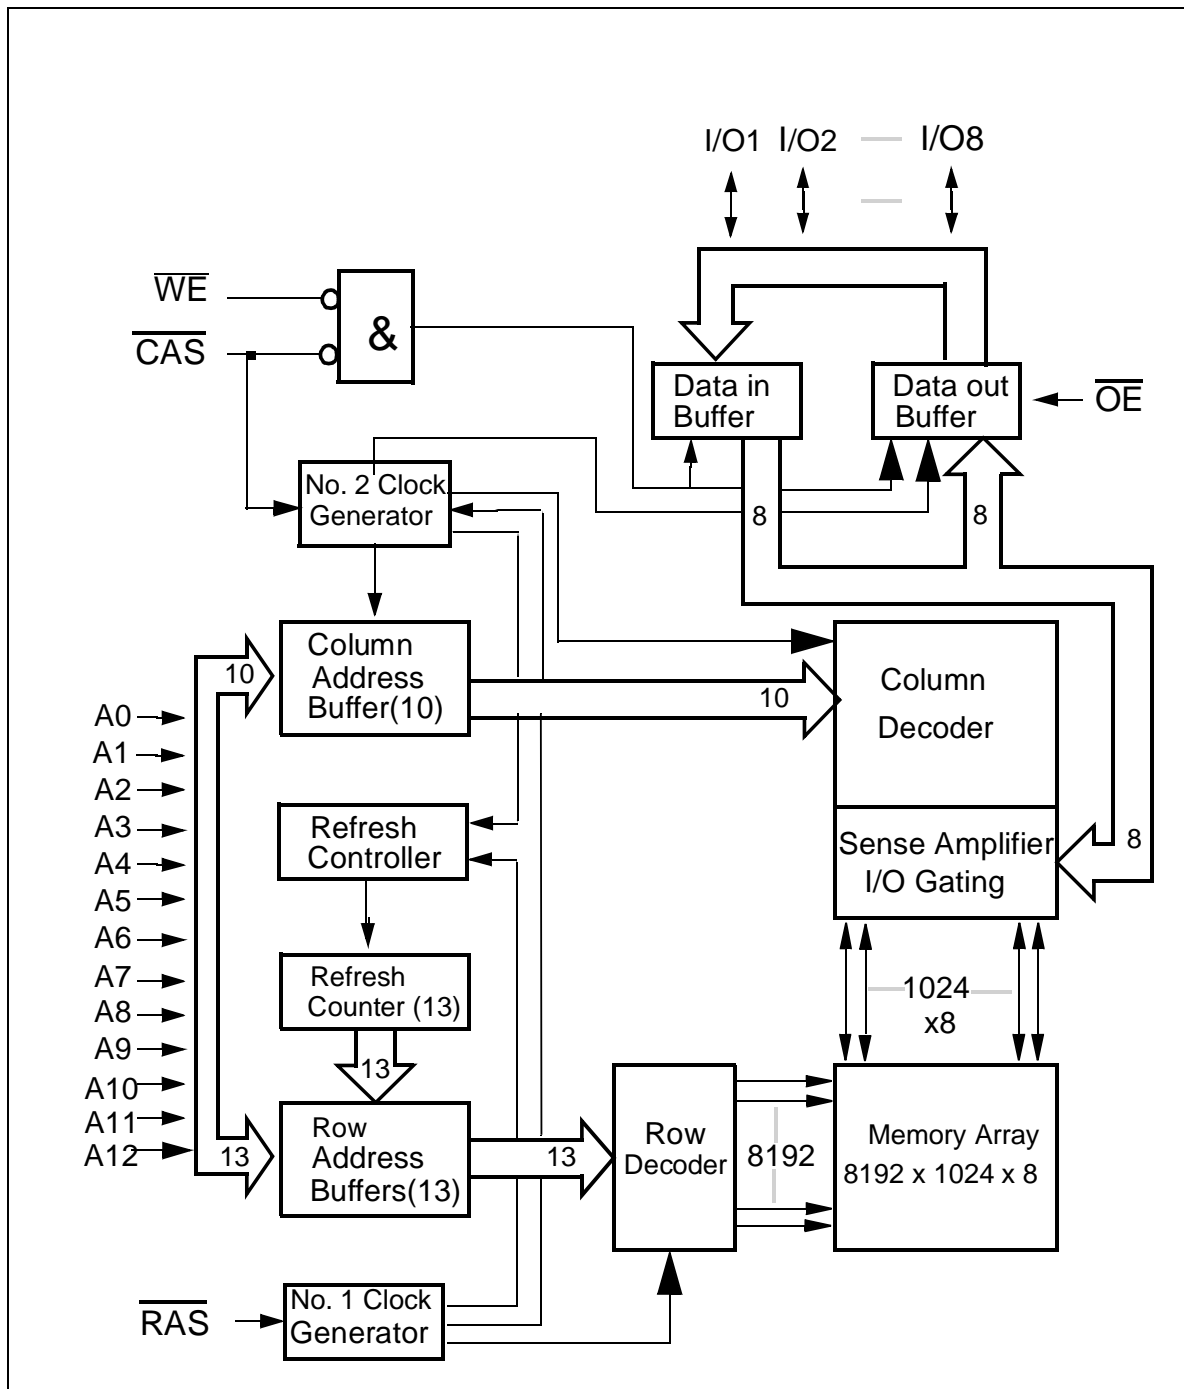 I/O1 I/O2 I/O8
WE
CAS
&
Data in
Buffer
Data out
Buffer
OE
No. 2 Clock
Generator
8
8
Column
Address
Buffer(10)
10
10
Column
Decoder
A0
A1
A2
A3
A4
A5
A6
A7
A8
A9
A10
A11
A12
Refresh
Controller
Sense Amplifier
I/O Gating
8
Refresh
Counter (13)
1024
x8
13
Row
Address
Buffers(13)
13
13
Row
Decoder
8192
Memory Array
8192 x 1024 x 8
RAS
No. 1 Clock
Generator